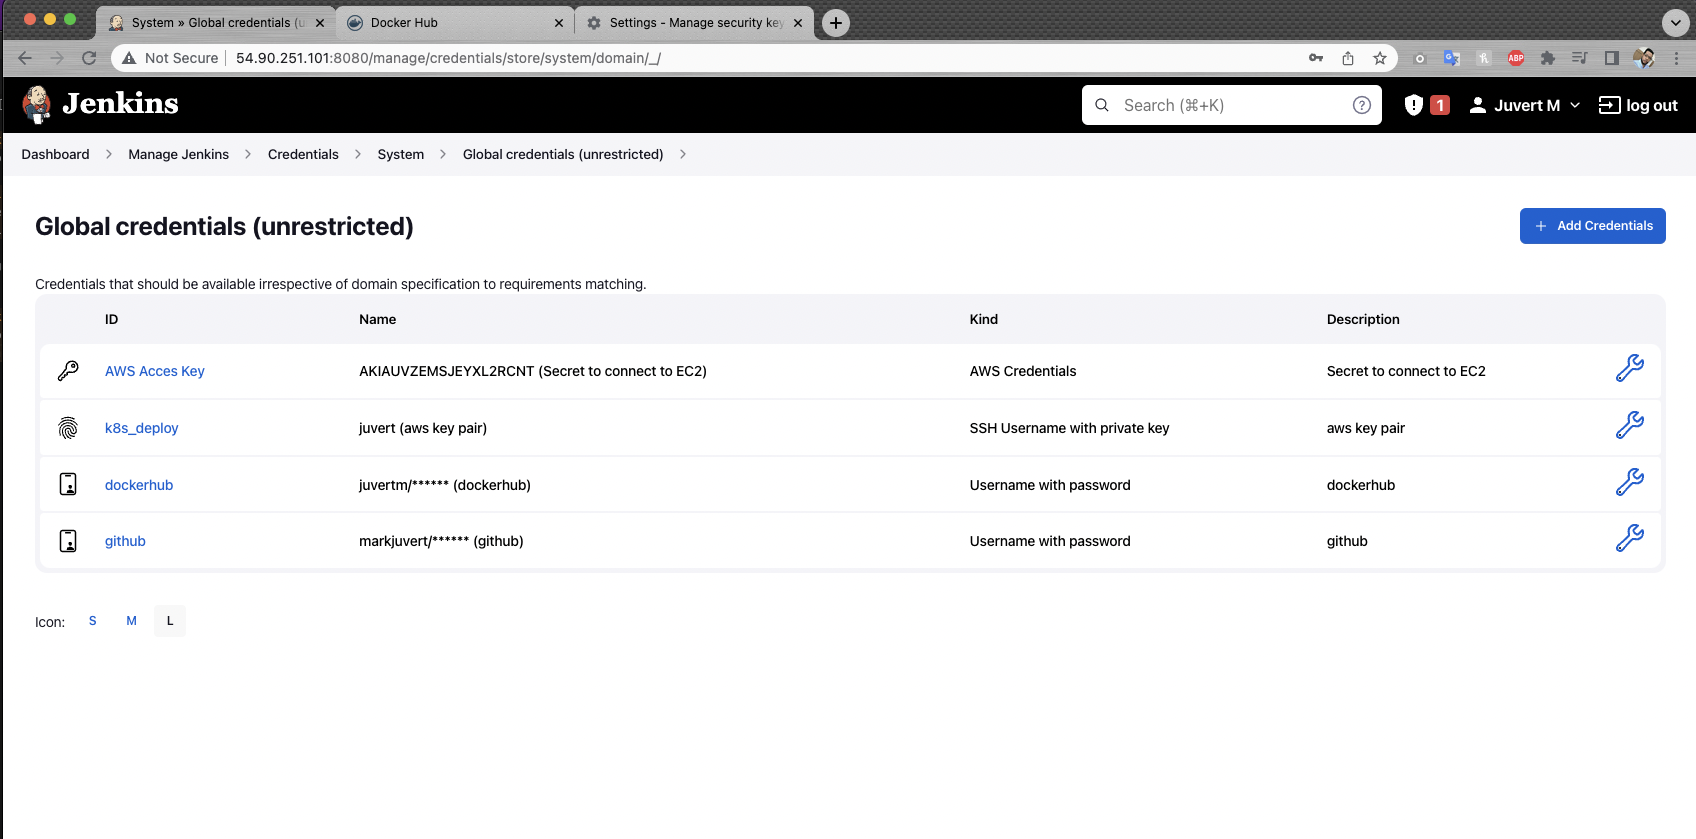 System » Global credentials (u
Docker Hub
Settings - Manage security key
Not Secure
54.90.251.101:8080/manage/credentials/store/system/domain/_/
ABP
Jenkins
Search (⌘+K)
1
Juvert M
log out
Dashboard
Manage Jenkins
Credentials
System
Global credentials (unrestricted)
Global credentials (unrestricted)
+ Add Credentials
Credentials that should be available irrespective of domain specification to requirements matching.
ID Name Kind Description
AWS Acces Key AKIAUVZEMSJEYXL2RCNT (Secret to connect to EC2) AWS Credentials Secret to connect to EC2
k8s_deploy juvert (aws key pair) SSH Username with private key aws key pair
dockerhub juvertm/****** (dockerhub) Username with password dockerhub
github markjuvert/****** (github) Username with password github
Icon: S M L